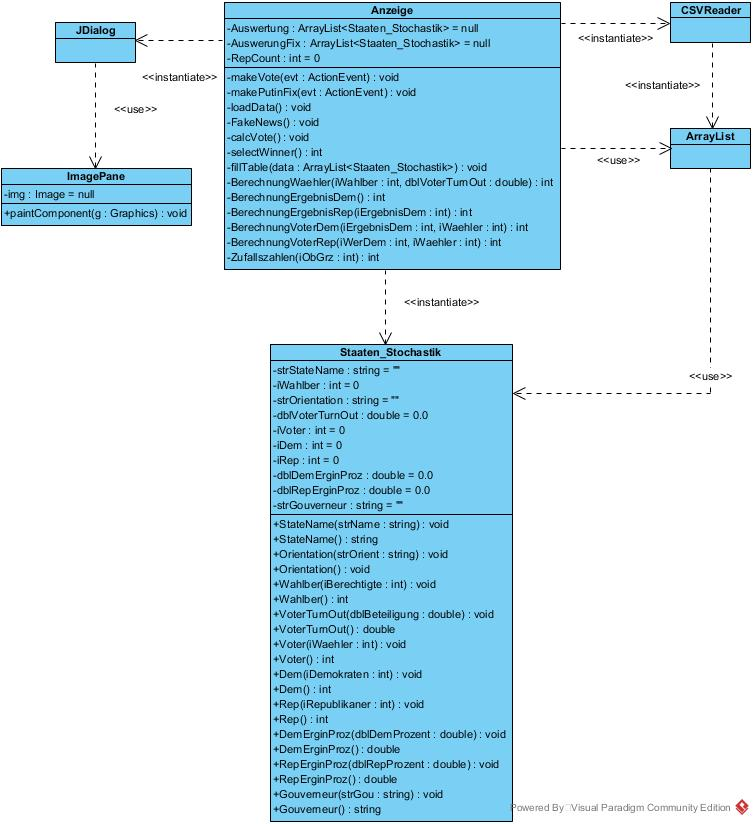 Anzeige
-Auswertung : ArrayList<Staaten_Stochastik> = null
-AuswerungFix : ArrayList<Staaten_Stochastik> = null
-RepCount : int = 0
-makeVote(evt : ActionEvent) : void
-makePutinFix(evt : ActionEvent) : void
-loadData() : void
-FakeNews() : void
-calcVote() : void
-selectWinner() : int
-fillTable(data : ArrayList<Staaten_Stochastik>) : void
-BerechnungWaehler(iWahlber : int, dblVoterTurnOut : double) : int
-BerechnungErgebnisDem() : int
-BerechnungErgebnisRep(iErgebnisDem : int) : int
-BerechnungVoterDem(iErgebnisDem : int, iWaehler : int) : int
-BerechnungVoterRep(iWerDem : int, iWaehler : int) : int
-Zufallszahlen(iObGrz : int) : int
JDialog
<<instantiate>>
<<use>>
ImagePane
-img : Image = null
+paintComponent(g : Graphics) : void
CSVReader
<<instantiate>>
<<instantiate>>
ArrayList
<<use>>
<<instantiate>>
<<use>>
Staaten_Stochastik
-strStateName : string = ""
-iWahlber : int = 0
-strOrientation : string = ""
-dblVoterTurnOut : double = 0.0
-iVoter : int = 0
-iDem : int = 0
-iRep : int = 0
-dblDemErginProz : double = 0.0
-dblRepErginProz : double = 0.0
-strGouverneur : string = ""
+StateName(strName : string) : void
+StateName() : string
+Orientation(strOrient : string) : void
+Orientation() : void
+Wahlber(iBerechtigte : int) : void
+Wahlber() : int
+VoterTurnOut(dblBeteiligung : double) : void
+VoterTurnOut() : double
+Voter(iWaehler : int) : void
+Voter() : int
+Dem(iDemokraten : int) : void
+Dem() : int
+Rep(iRepublikaner : int) : void
+Rep() : int
+DemErginProz(dblDemProzent : double) : void
+DemErginProz() : double
+RepErginProz(dblRepProzent : double) : void
+RepErginProz() : double
+Gouverneur(strGou : string) : void
+Gouverneur() : string
Powered By Visual Paradigm Community Edition